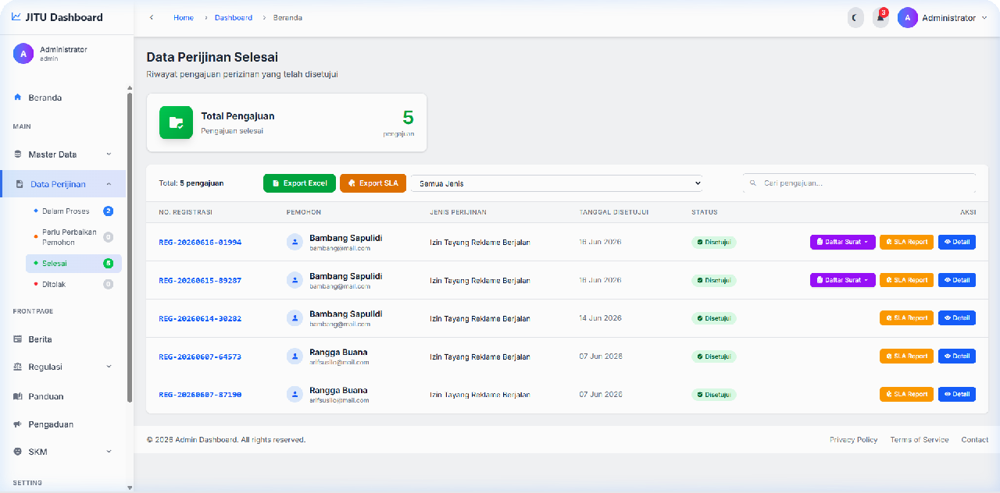 JITU Dashboard
Home
Dashboard
Beranda
3
A
Administrator
A
Administrator
admin
Beranda
MAIN
Master Data
Data Perijinan
Dalam Proses 2
Perlu Perbaikan
Pemohon 0
Selesai 5
Ditolak 0
FRONTPAGE
Berita
Regulasi
Panduan
Pengaduan
SKM
SETTING
Data Perijinan Selesai
Riwayat pengajuan perizinan yang telah disetujui
Total Pengajuan
Pengajuan selesai
5
pengajuan
Total: 5 pengajuan
Export Excel
Export SLA
Semua Jenis
Cari pengajuan...
NO. REGISTRASI PEMOHON JENIS PERIJINAN TANGGAL DISETUJUI STATUS AKSI
REG-20260616-01994 Bambang Sapulidi Izin Tayang Reklame Berjalan 16 Jun 2026 Disetujui Daftar Surat SLA Report Detail
bambang@mail.com
REG-20260615-89287 Bambang Sapulidi Izin Tayang Reklame Berjalan 16 Jun 2026 Disetujui Daftar Surat SLA Report Detail
bambang@mail.com
REG-20260614-30282 Bambang Sapulidi Izin Tayang Reklame Berjalan 14 Jun 2026 Disetujui SLA Report Detail
bambang@mail.com
REG-20260607-64573 Rangga Buana Izin Tayang Reklame Berjalan 07 Jun 2026 Disetujui SLA Report Detail
arifsusilo@mail.com
REG-20260607-87190 Rangga Buana Izin Tayang Reklame Berjalan 07 Jun 2026 Disetujui SLA Report Detail
arifsusilo@mail.com
© 2026 Admin Dashboard. All rights reserved.
Privacy Policy Terms of Service Contact